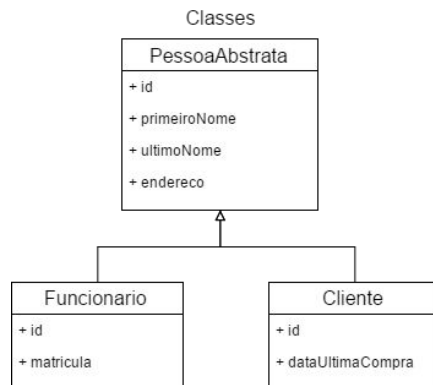 Classes
PessoaAbstrata
+ id
+ primeiroNome
+ ultimoNome
+ endereco
Funcionario
+ id
+ matricula
Cliente
+ id
+ dataUltimaCompra